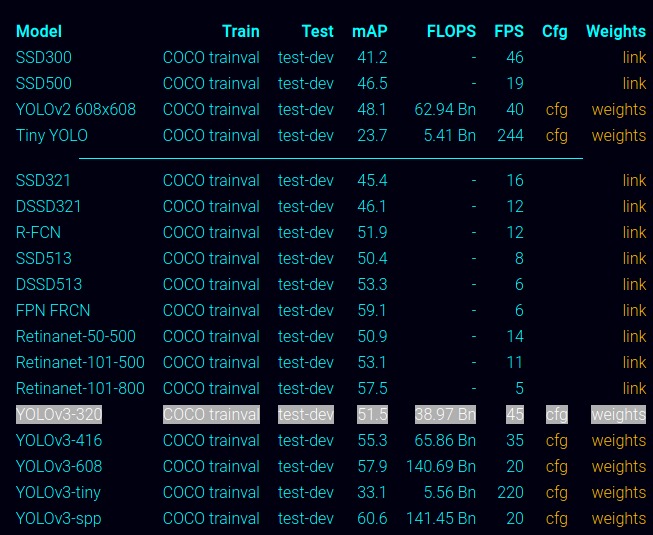 Model Train Test mAP FLOPS FPS Cfg Weights
SSD300 COCO trainval test-dev 41.2 - 46 link
SSD500 COCO trainval test-dev 46.5 - 19 link
YOLOv2 608x608 COCO trainval test-dev 48.1 62.94 Bn 40 cfg weights
Tiny YOLO COCO trainval test-dev 23.7 5.41 Bn 244 cfg weights
SSD321 COCO trainval test-dev 45.4 - 16 link
DSSD321 COCO trainval test-dev 46.1 - 12 link
R-FCN COCO trainval test-dev 51.9 - 12 link
SSD513 COCO trainval test-dev 50.4 - 8 link
DSSD513 COCO trainval test-dev 53.3 - 6 link
FPN FRCN COCO trainval test-dev 59.1 - 6 link
Retinanet-50-500 COCO trainval test-dev 50.9 - 14 link
Retinanet-101-500 COCO trainval test-dev 53.1 - 11 link
Retinanet-101-800 COCO trainval test-dev 57.5 - 5 link
YOLOv3-320 COCO trainval test-dev 51.5 38.97 Bn 45 cfg weights
YOLOv3-416 COCO trainval test-dev 55.3 65.86 Bn 35 cfg weights
YOLOv3-608 COCO trainval test-dev 57.9 140.69 Bn 20 cfg weights
YOLOv3-tiny COCO trainval test-dev 33.1 5.56 Bn 220 cfg weights
YOLOv3-spp COCO trainval test-dev 60.6 141.45 Bn 20 cfg weights